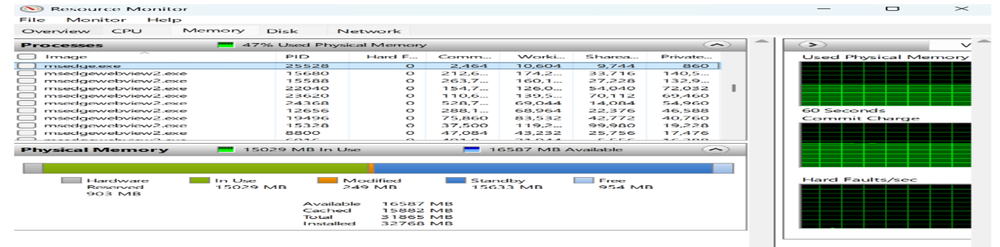 Resource Monitor
File Monitor Help
Overview CPU Memory Disk Network
Processes 47% Used Physical Memory
Image PID Hard F... Comm... Worki... Sharea... Private...
msedge.exe 25528 0 2,464 10,604 9,744 860
msedgewebview2.exe 15680 0 212,6... 174,2... 33,716 140,5...
msedgewebview2.exe 15588 0 263,7... 160,1... 27,228 132,9...
msedgewebview2.exe 22040 0 154,7... 126,0... 54,040 72,032
msedgewebview2.exe 23620 0 110,6... 139,5... 70,112 69,460
msedgewebview2.exe 24368 0 528,7... 69,044 14,084 54,960
msedgewebview2.exe 12656 0 288,1... 68,964 22,376 46,588
msedgewebview2.exe 19496 0 75,860 83,532 42,772 40,760
msedgewebview2.exe 15328 0 37,500 119,2... 99,980 19,228
msedgewebview2.exe 8800 0 47,084 43,232 25,756 17,476
Physical Memory 15029 MB In Use 16587 MB Available
Hardware Reserved 903 MB
In Use 15029 MB
Modified 249 MB
Standby 15633 MB
Free 954 MB
Available 16587 MB
Cached 15882 MB
Total 31865 MB
Installed 32768 MB
V
Used Physical Memory
60 Seconds
Commit Charge
Hard Faults/sec